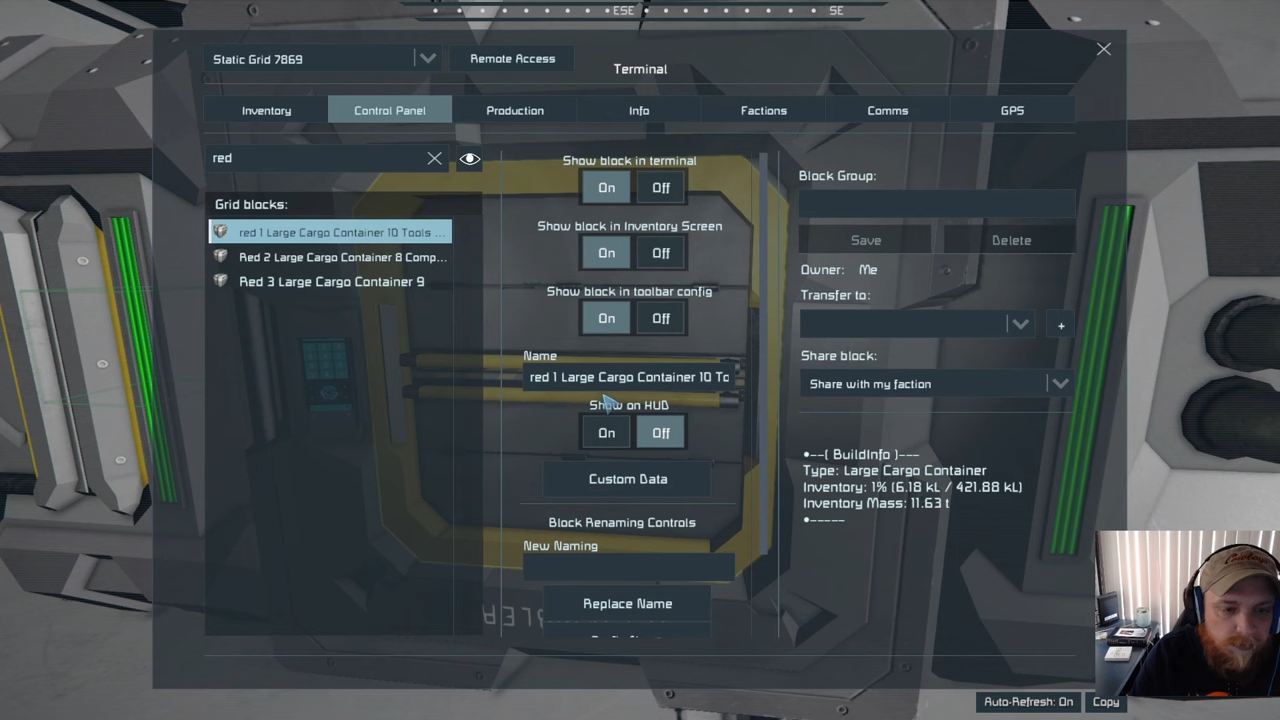 ESE
SE
Static Grid 7869
Remote Access
Terminal
Inventory
Control Panel
Production
Info
Factions
Comms
GPS
red
Grid blocks:
red 1 Large Cargo Container 10 Tools ...
Red 2 Large Cargo Container 8 Comp...
Red 3 Large Cargo Container 9
Show block in terminal
On Off
Show block in Inventory Screen
On Off
Show block in toolbar config
On Off
Name
red 1 Large Cargo Container 10 To
Show on HUD
On Off
Custom Data
Block Renaming Controls
New Naming
Replace Name
Block Group:
Save
Delete
Owner: Me
Transfer to:
+
Share block:
Share with my faction
•--( BuildInfo )---
Type: Large Cargo Container
Inventory: 1% (6.18 kL / 421.88 kL)
Inventory Mass: 11.63 t
•-----
Auto-Refresh: On
Copy